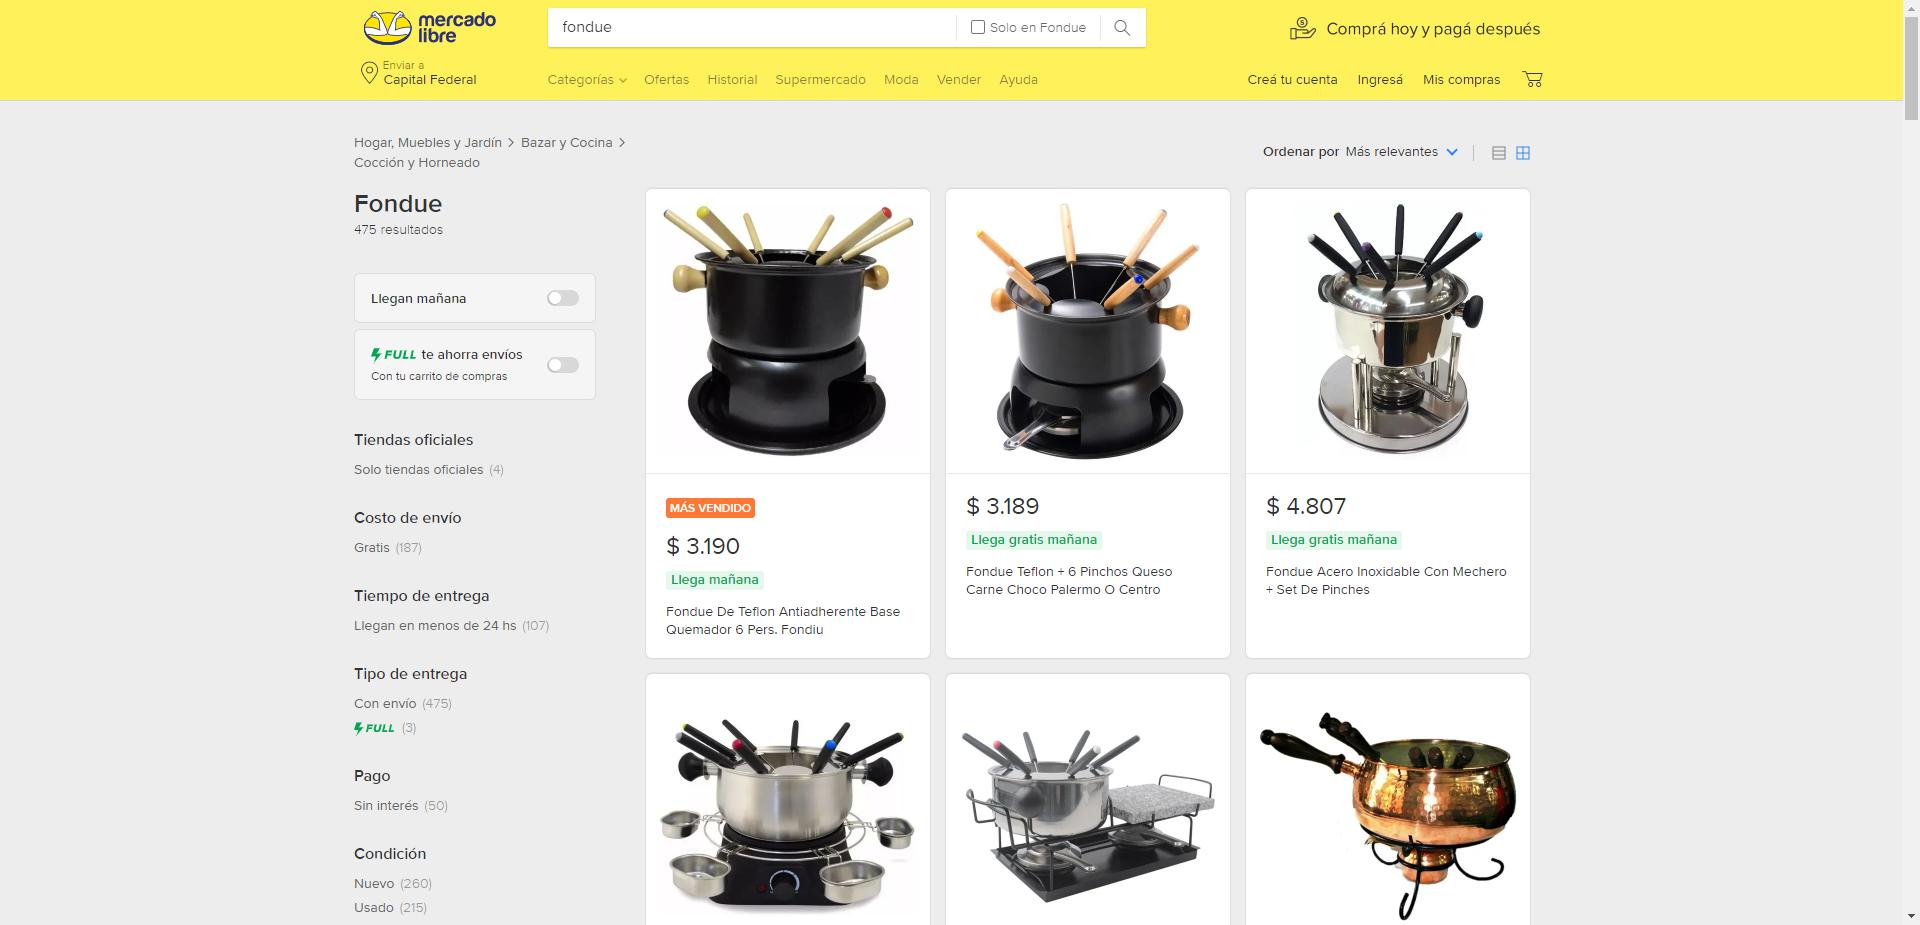 mercado
libre
fondue
Solo en Fondue
Comprá hoy y pagá después
Enviar a
Capital Federal
Categorías
Ofertas
Historial
Supermercado
Moda
Vender
Ayuda
Creá tu cuenta
Ingresá
Mis compras
Hogar, Muebles y Jardín > Bazar y Cocina >
Cocción y Horneado
Ordenar por Más relevantes
Fondue
475 resultados
Llegan mañana
FULL te ahorra envíos
Con tu carrito de compras
Tiendas oficiales
Solo tiendas oficiales (4)
Costo de envío
Gratis (187)
Tiempo de entrega
Llegan en menos de 24 hs (107)
Tipo de entrega
Con envío (475)
FULL (3)
Pago
Sin interés (50)
Condición
Nuevo (260)
Usado (215)
MÁS VENDIDO
$ 3.190
Llega mañana
Fondue De Teflon Antiadherente Base
Quemador 6 Pers. Fondiu
$ 3.189
Llega gratis mañana
Fondue Teflon + 6 Pinchos Queso
Carne Choco Palermo O Centro
$ 4.807
Llega gratis mañana
Fondue Acero Inoxidable Con Mechero
+ Set De Pinches